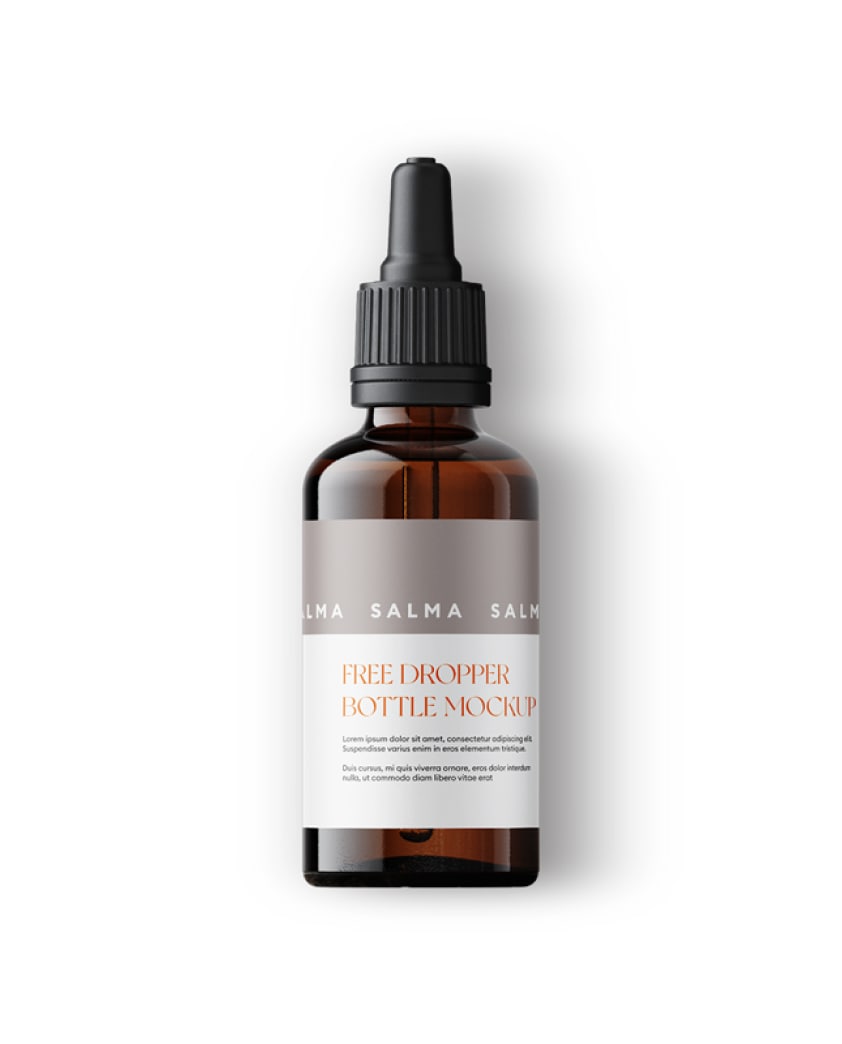 ALMA SALMA SALM
FREE DROPPER
BOTTLE MOCKUP
Lorem ipsum dolor sit amet, consectetur adipiscing elit.
Suspendisse varius enim in eros elementum tristique.
Duis cursus, mi quis viverra ornare, eros dolor interdum
nulla, ut commodo diam libero vitae erat